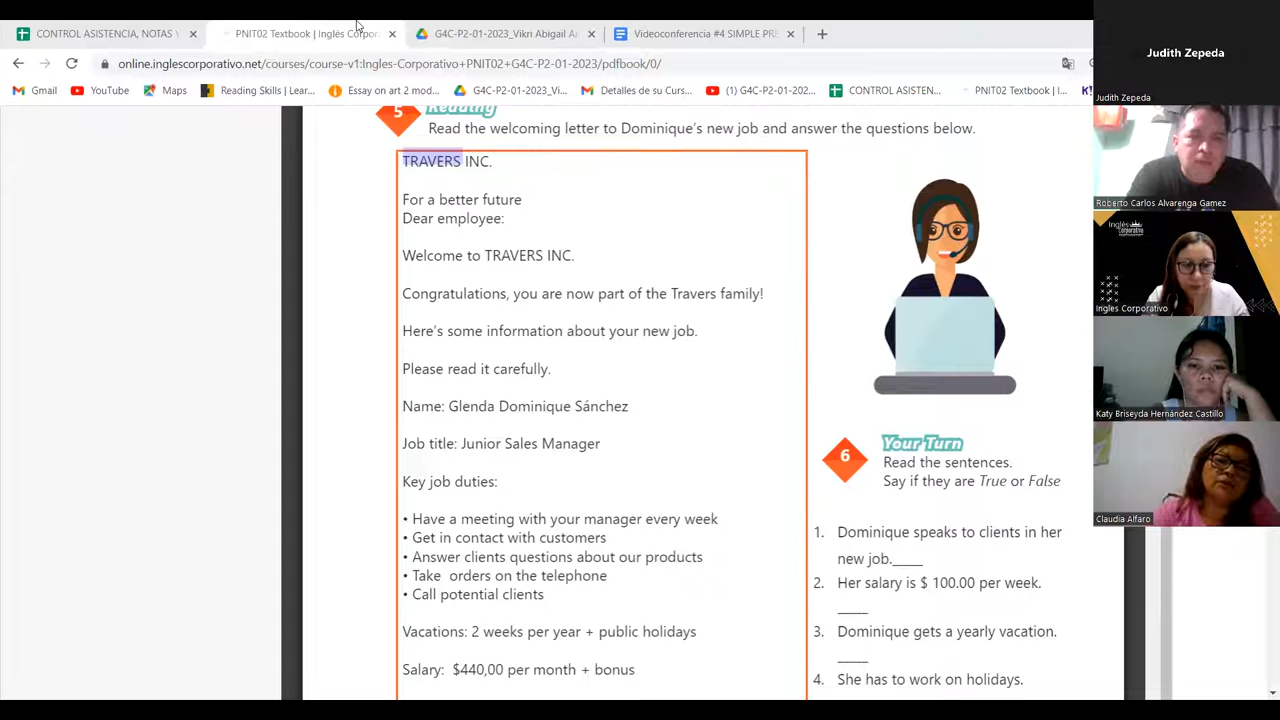 CONTROL ASISTENCIA, NOTAS
PNIT02 Textbook | Inglés Corpor
G4C-P2-01-2023_Vikri Abigail A
Videoconferencia #4 SIMPLE PRE
online.inglescorporativo.net/courses/course-v1:Ingles-Corporativo+PNIT02+G4C-P2-01-2023/pdfbook/0/
Gmail
YouTube
Maps
Reading Skills | Lear...
Essay on art 2 mod...
G4C-P2-01-2023_Vi...
Detalles de su Curs...
(1) G4C-P2-01-202...
CONTROL ASISTEN...
PNIT02 Textbook | I...
5
Reading
Read the welcoming letter to Dominique's new job and answer the questions below.
TRAVERS INC.
For a better future
Dear employee:
Welcome to TRAVERS INC.
Congratulations, you are now part of the Travers family!
Here's some information about your new job.
Please read it carefully.
Name: Glenda Dominique Sánchez
Job title: Junior Sales Manager
Key job duties:
• Have a meeting with your manager every week
• Get in contact with customers
• Answer clients questions about our products
• Take orders on the telephone
• Call potential clients
Vacations: 2 weeks per year + public holidays
Salary: $440,00 per month + bonus
6
Your Turn
Read the sentences.
Say if they are True or False
1. Dominique speaks to clients in her
new job._____
2. Her salary is $ 100.00 per week.
_____
3. Dominique gets a yearly vacation.
_____
4. She has to work on holidays.
Judith Zepeda
Judith Zepeda
Roberto Carlos Alvarenga Gamez
Inglés
Corporativo
Ingles Corporativo
Katy Briseyda Hernández Castillo
Claudia Alfaro